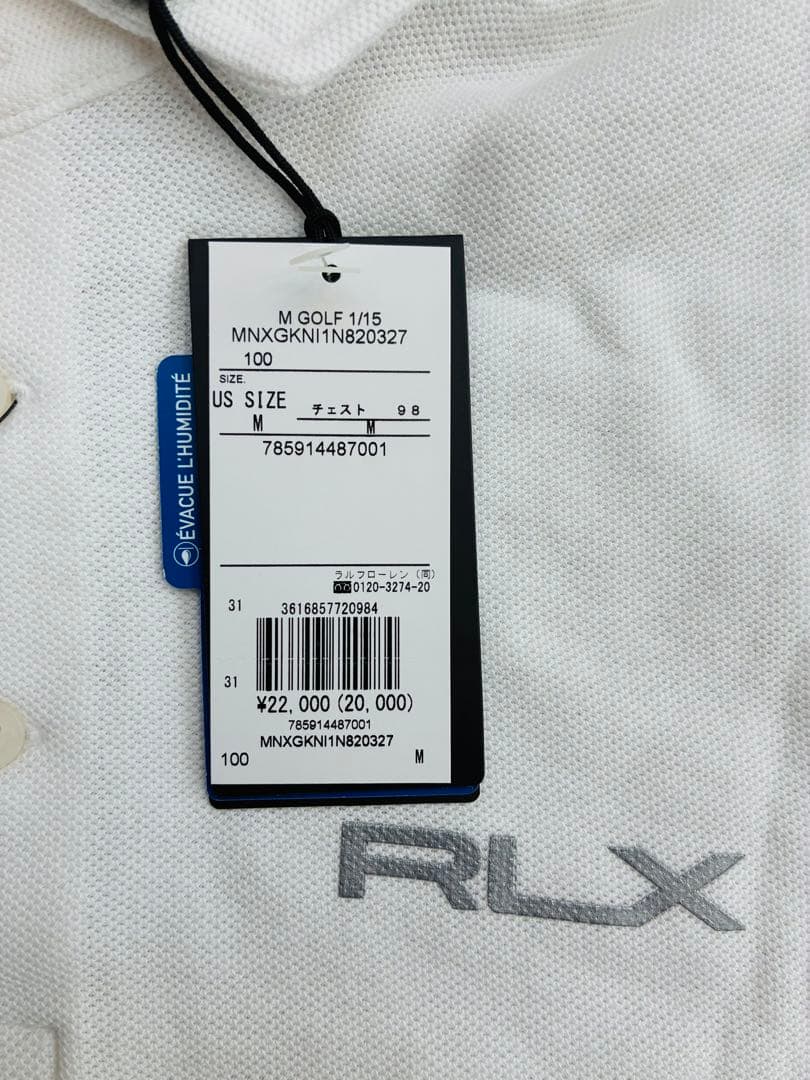 M GOLF 1/15
MNXGKNI1N820327
100
SIZE.
US SIZE
M
チェスト 98
M
785914487001
ÉVACUE L'HUMIDITÉ
ラルフローレン (同)
0120-3274-20
31
3616857720984
31
¥22,000 (20,000)
785914487001
MNXGKNI1N820327
100 M
RLX